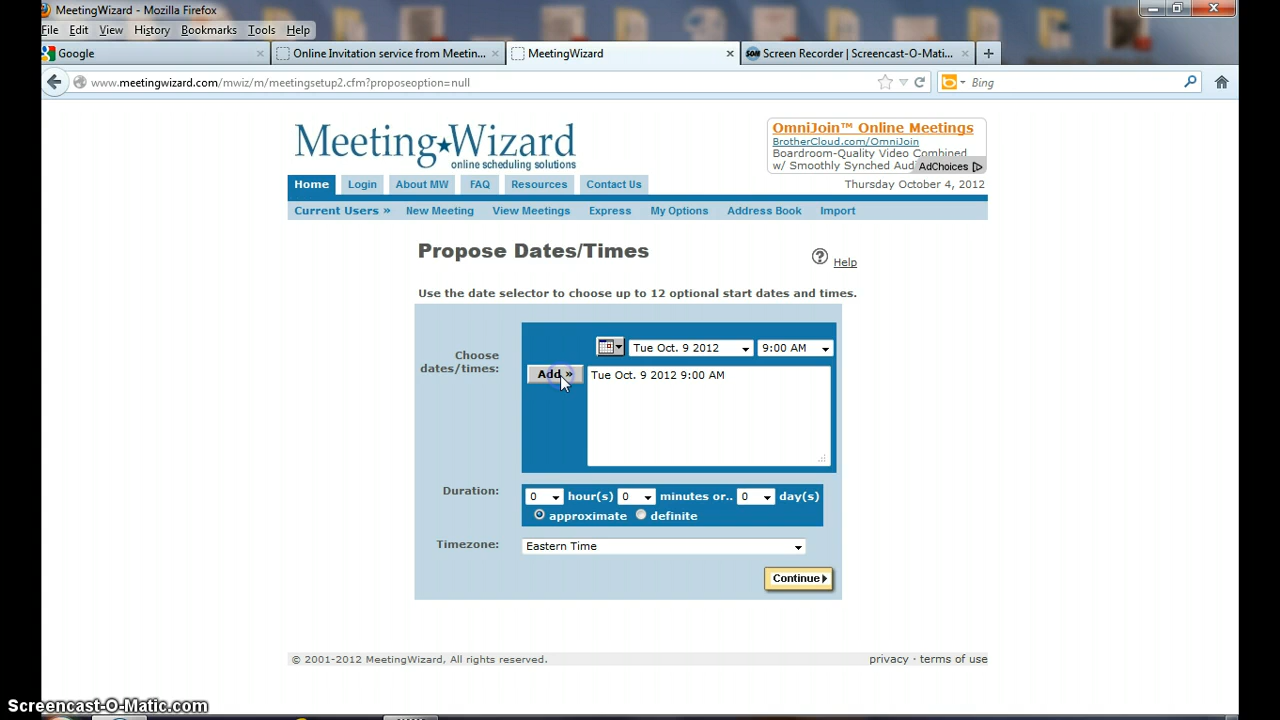 MeetingWizard - Mozilla Firefox
File Edit View History Bookmarks Tools Help
Google
Online Invitation service from Meetin...
MeetingWizard
Screen Recorder | Screencast-O-Matic...
www.meetingwizard.com/mwiz/m/meetingsetup2.cfm?proposeoption=null
Bing
Meeting Wizard
online scheduling solutions
OmniJoin™ Online Meetings
BrotherCloud.com/OmniJoin
Boardroom-Quality Video Combined
w/ Smoothly Synched
AdChoices
Home Login About MW FAQ Resources Contact Us
Thursday October 4, 2012
Current Users » New Meeting View Meetings Express My Options Address Book Import
Propose Dates/Times
? Help
Use the date selector to choose up to 12 optional start dates and times.
Choose
dates/times:
Tue Oct. 9 2012 9:00 AM
Add »
Tue Oct. 9 2012 9:00 AM
Duration: 0 hour(s) 0 minutes or.. 0 day(s)
approximate definite
Timezone: Eastern Time
Continue
© 2001-2012 MeetingWizard, All rights reserved.
privacy · terms of use
Screencast-O-Matic.com